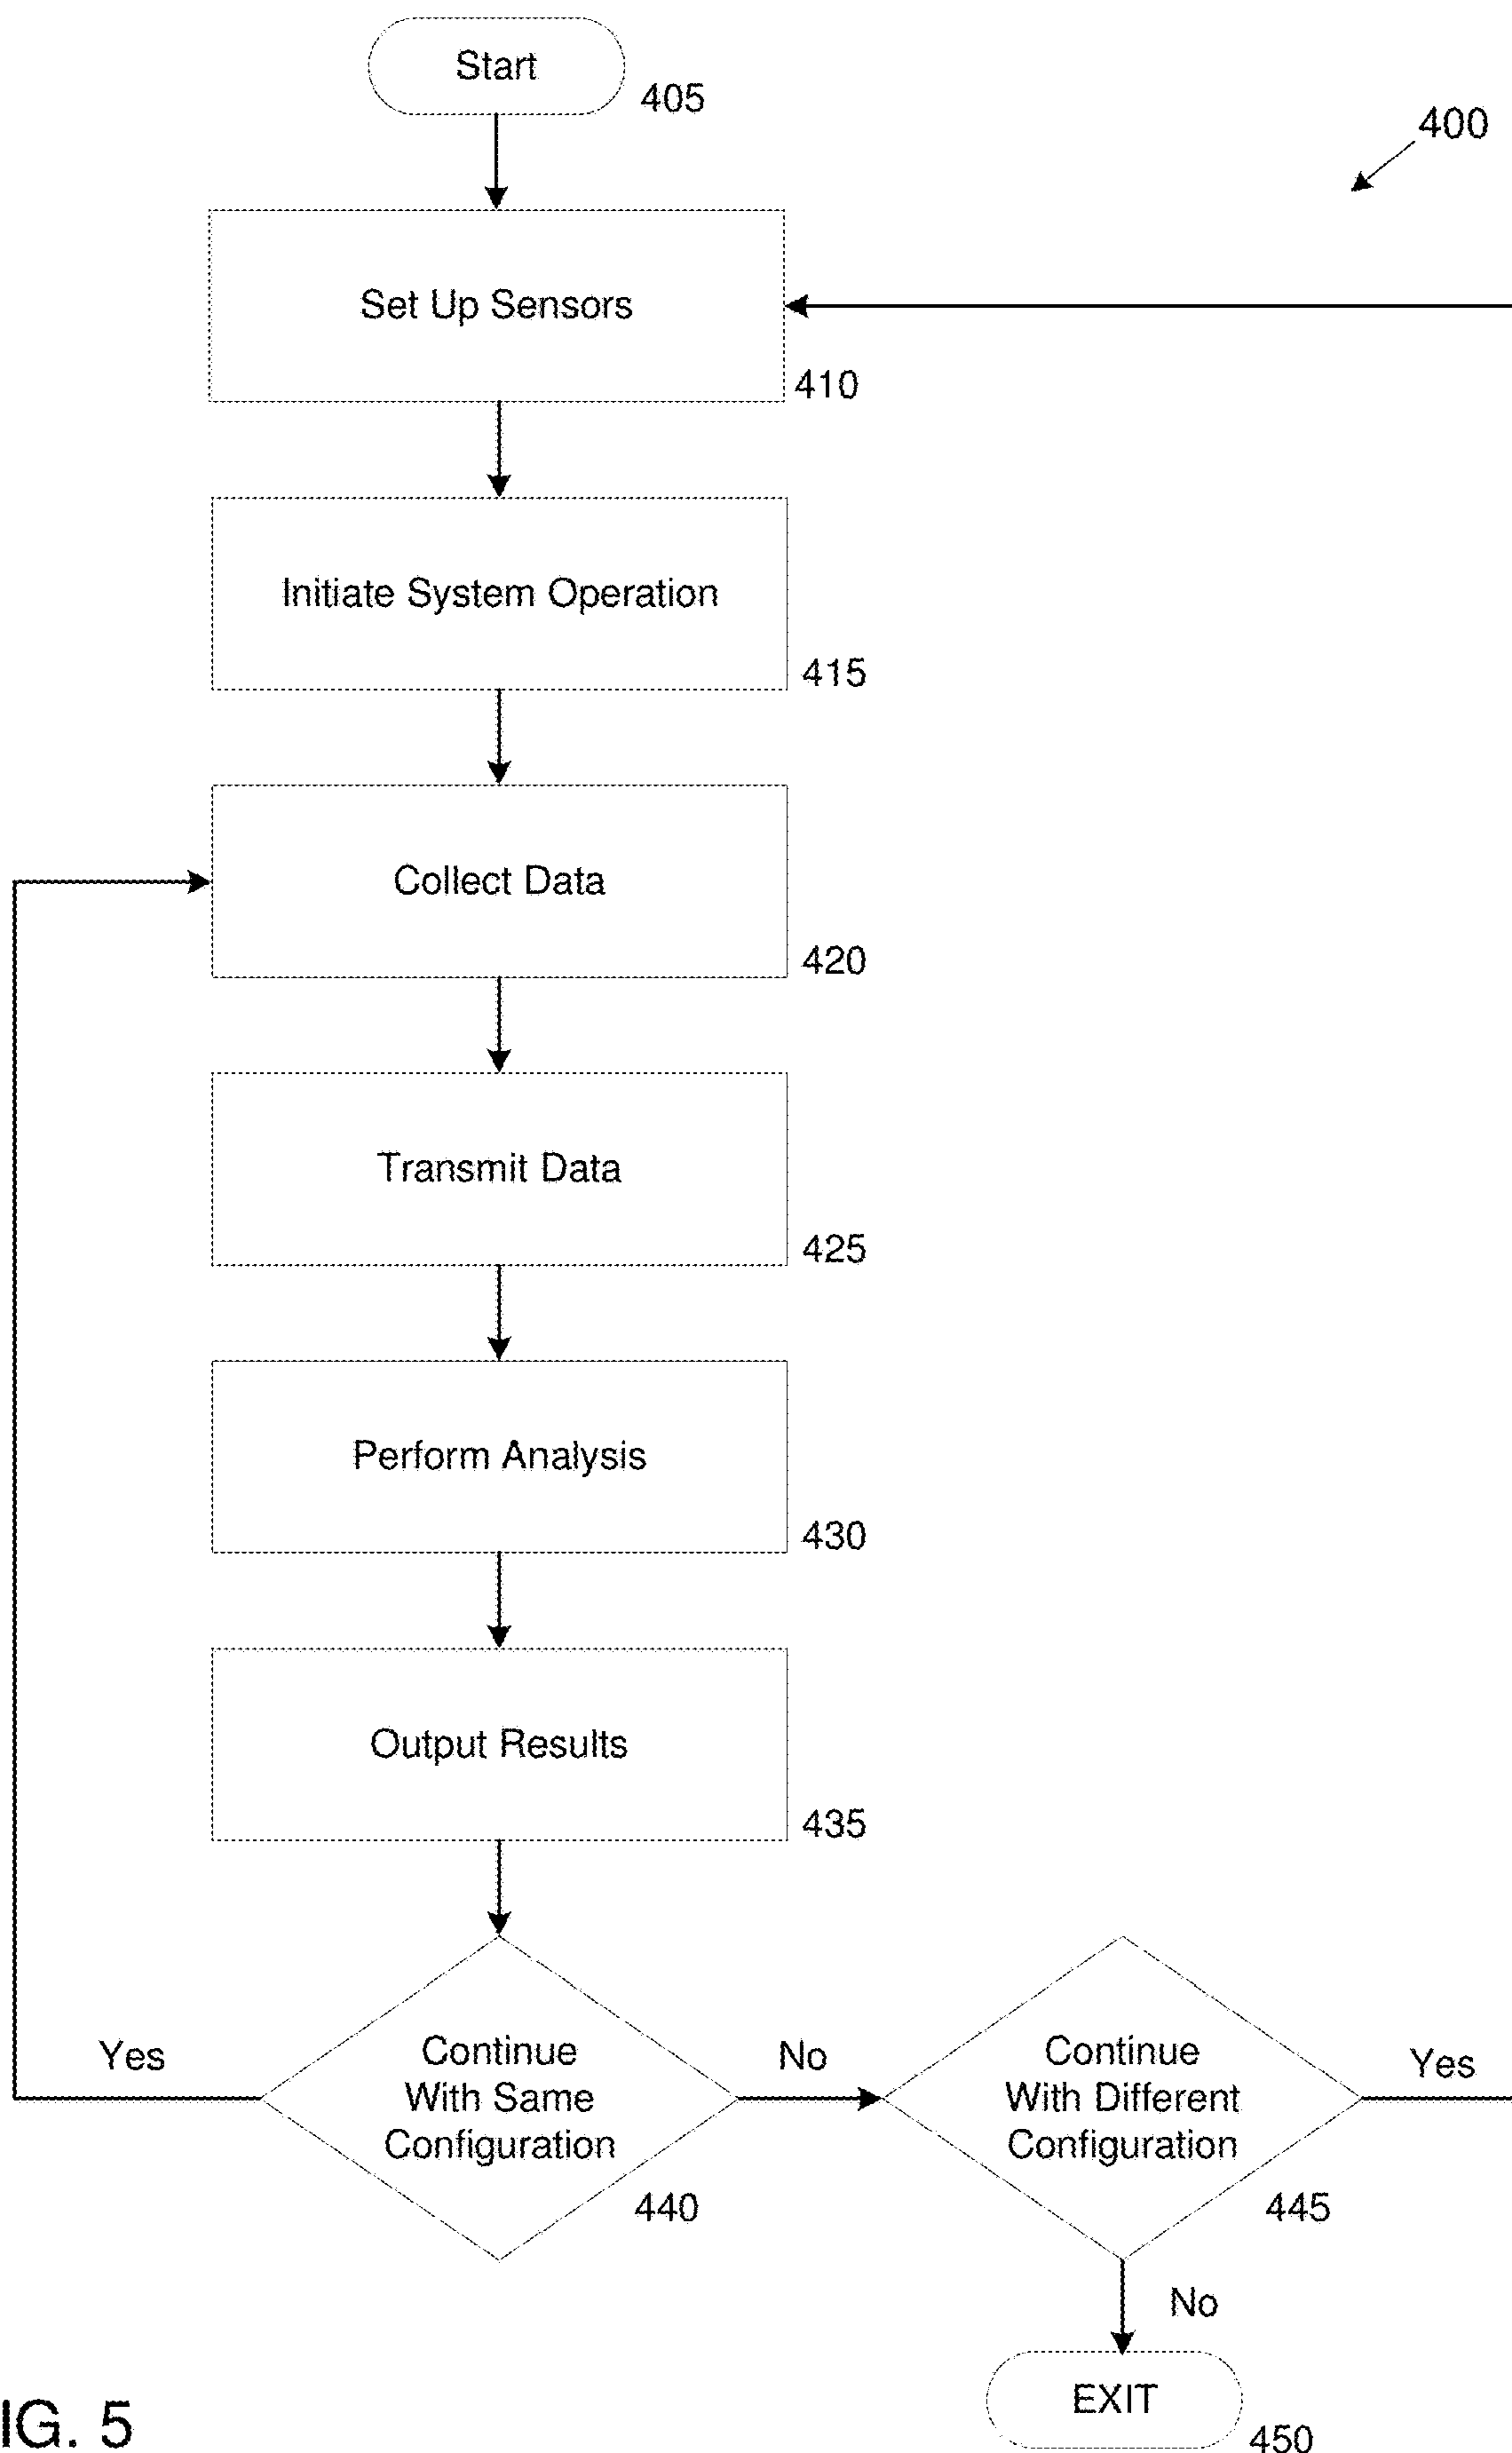 Start
405
400
Set Up Sensors
410
Initiate System Operation
415
Collect Data
420
Transmit Data
425
Perform Analysis
430
Output Results
435
Yes
Continue
With Same
Configuration
440
No
Continue
With Different
Configuration
445
Yes
No
EXIT
450
IG. 5